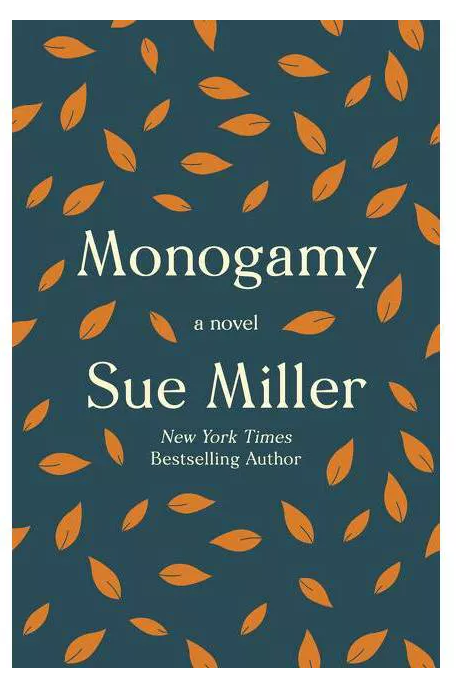 Monogamy
a novel
Sue Miller
New York Times
Bestselling Author